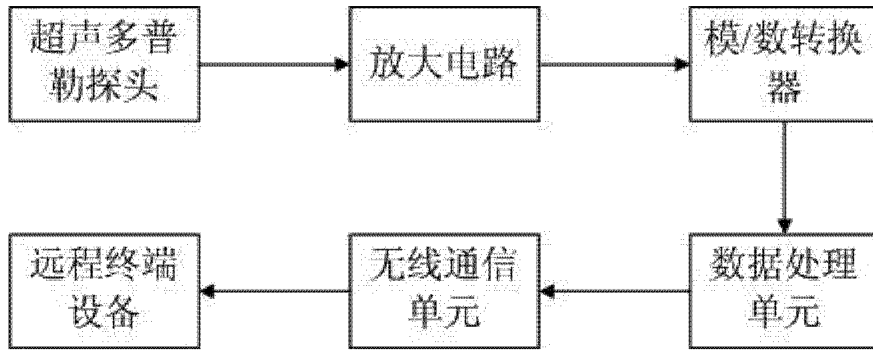 超声多普
勒探头
放大电路
模/数转换
器
远程终端
设备
无线通信
单元
数据处理
单元